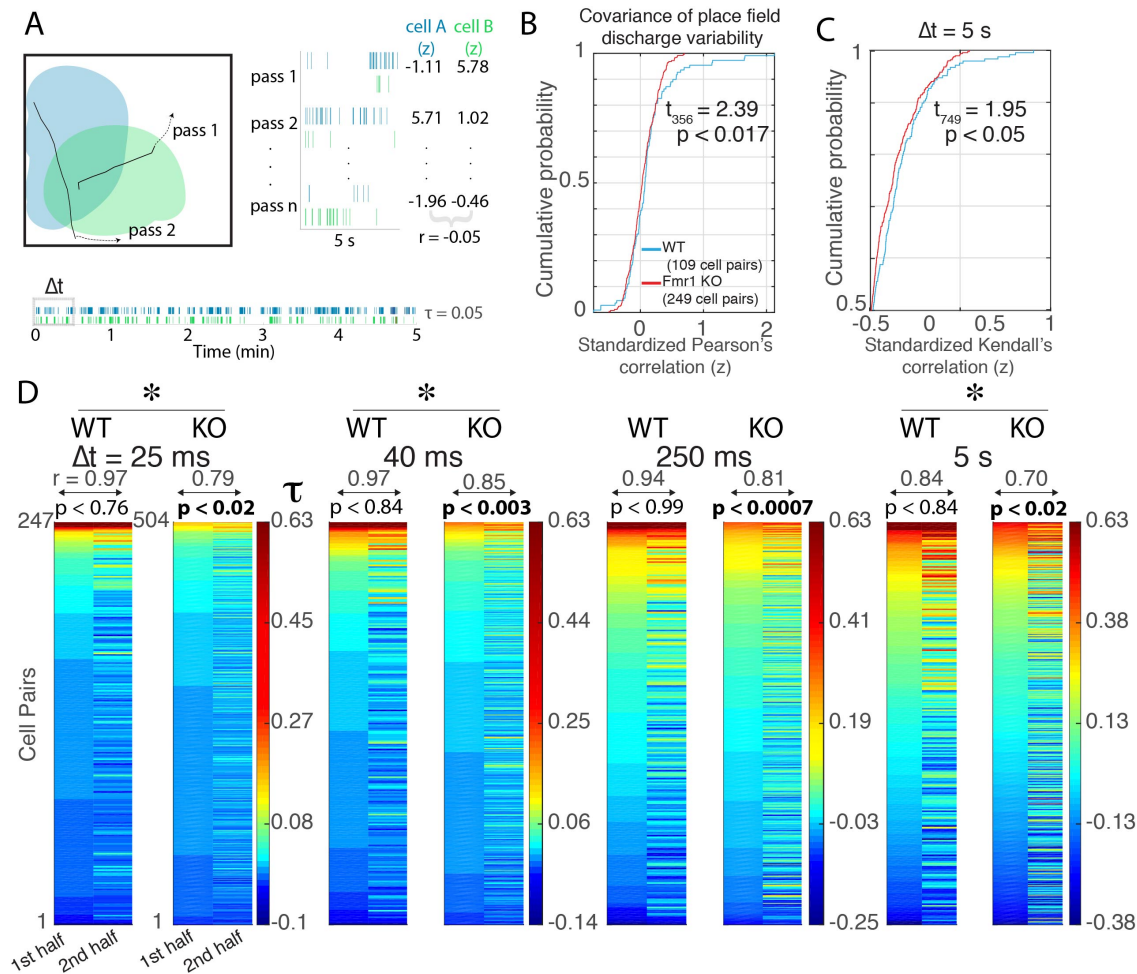 A
cell A cell B
(z) (z)
pass 1 -1.11 5.78
pass 2 5.71 1.02
pass n -1.96 -0.46
5 s
r = -0.05
pass 1
pass 2
Δt
τ = 0.05
0 1 2 3 4 5
Time (min)
B
Covariance of place field
discharge variability
Cumulative probability
1
0.5
0
t356 = 2.39
p < 0.017
WT
(109 cell pairs)
Fmr1 KO
(249 cell pairs)
0 1 2
Standardized Pearson's
correlation (z)
C
Δt = 5 s
Cumulative probability
1
0.5
t749 = 1.95
p < 0.05
-0.5 0 0.5 1
Standardized Kendall's
correlation (z)
D
* * *
WT KO WT KO WT KO WT KO
Δt = 25 ms 40 ms 250 ms 5 s
r = 0.97 0.79 0.97 0.85 0.94 0.81 0.84 0.70
p < 0.76 p < 0.02 τ p < 0.84 p < 0.003 p < 0.99 p < 0.0007 p < 0.84 p < 0.02
247 504 0.63 0.63 0.63 0.63
0.45 0.44 0.41 0.38
0.27 0.25 0.19 0.13
0.08 0.06 -0.03 -0.13
1 1 -0.1 -0.14 -0.25 -0.38
Cell Pairs
1st half 2nd half 1st half 2nd half